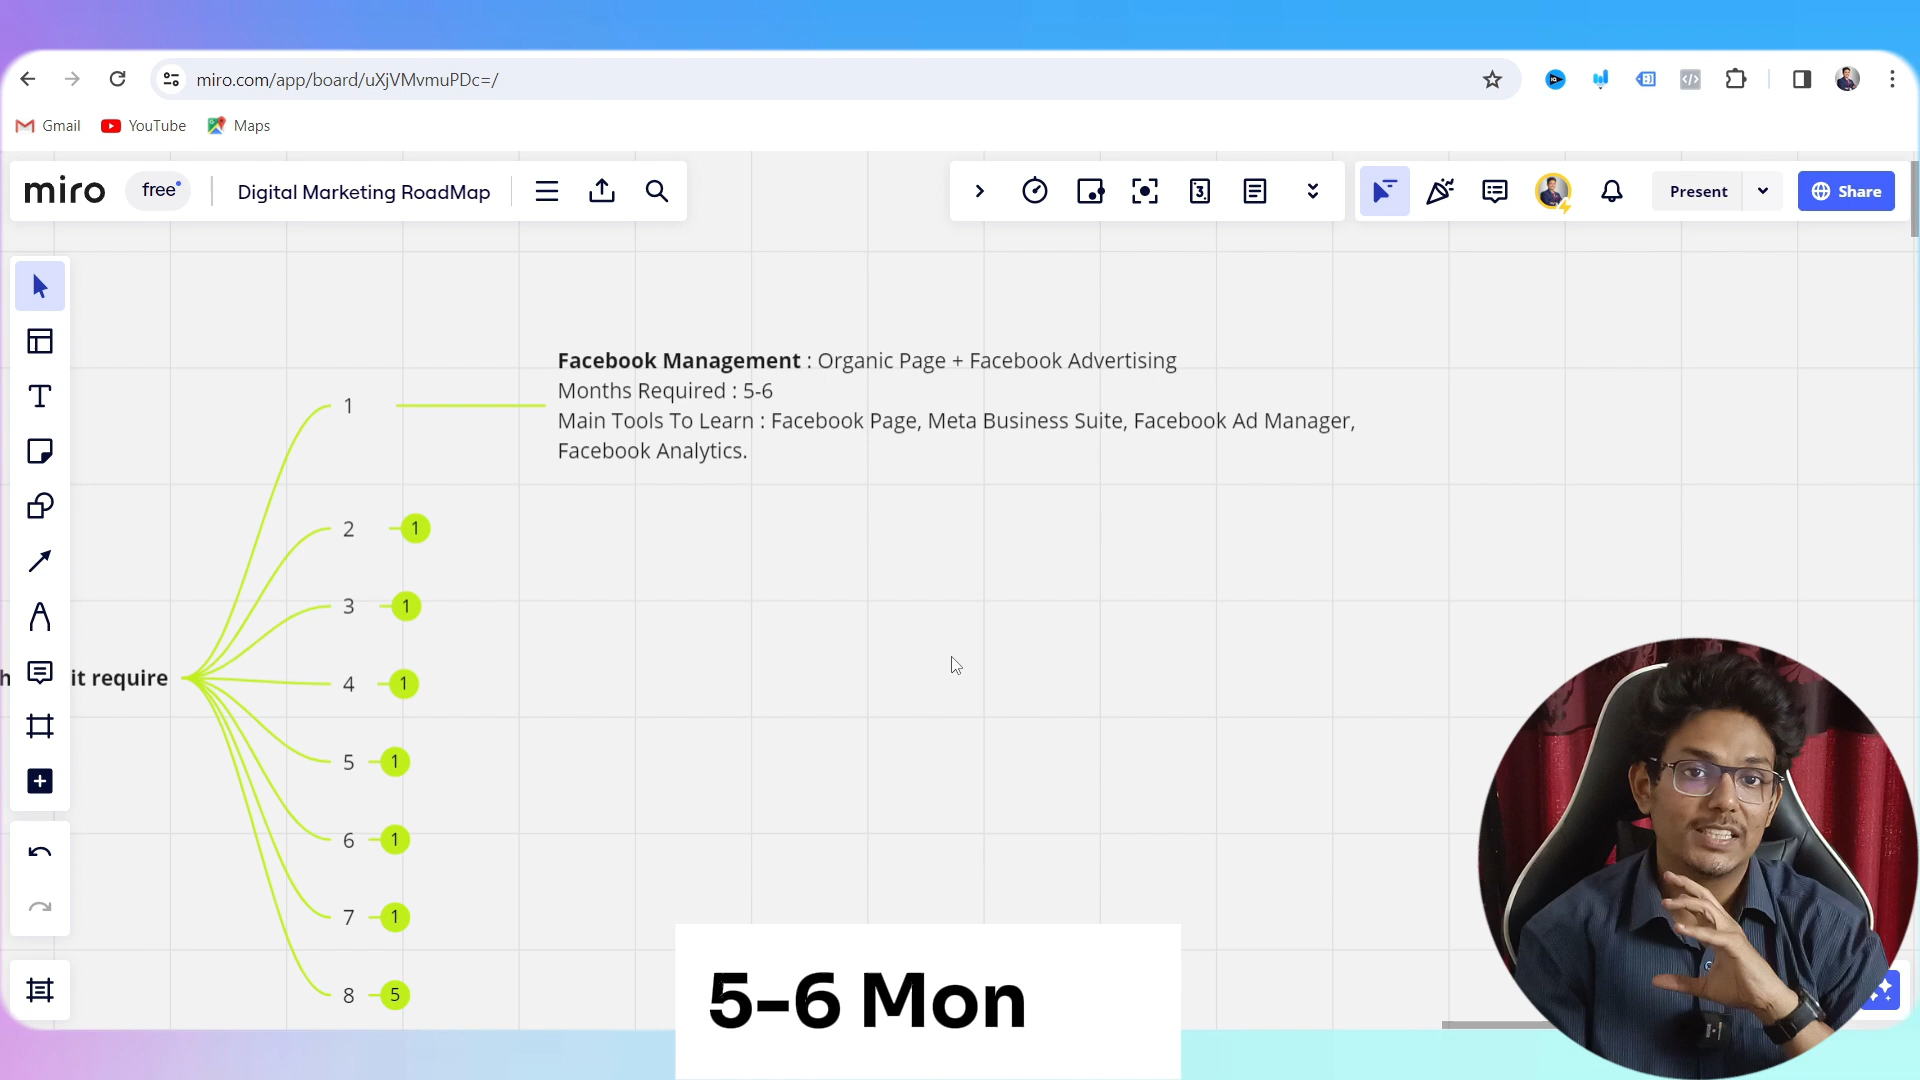 miro.com/app/board/uXjVMvmuPDc=/
Gmail YouTube Maps
miro free Digital Marketing RoadMap
3
Present Share
Facebook Management : Organic Page + Facebook Advertising
Months Required : 5-6
Main Tools To Learn : Facebook Page, Meta Business Suite, Facebook Ad Manager,
Facebook Analytics.
1
2 1
3 1
4 1
it require
5 1
6 1
7 1
8 5
5-6 Mon